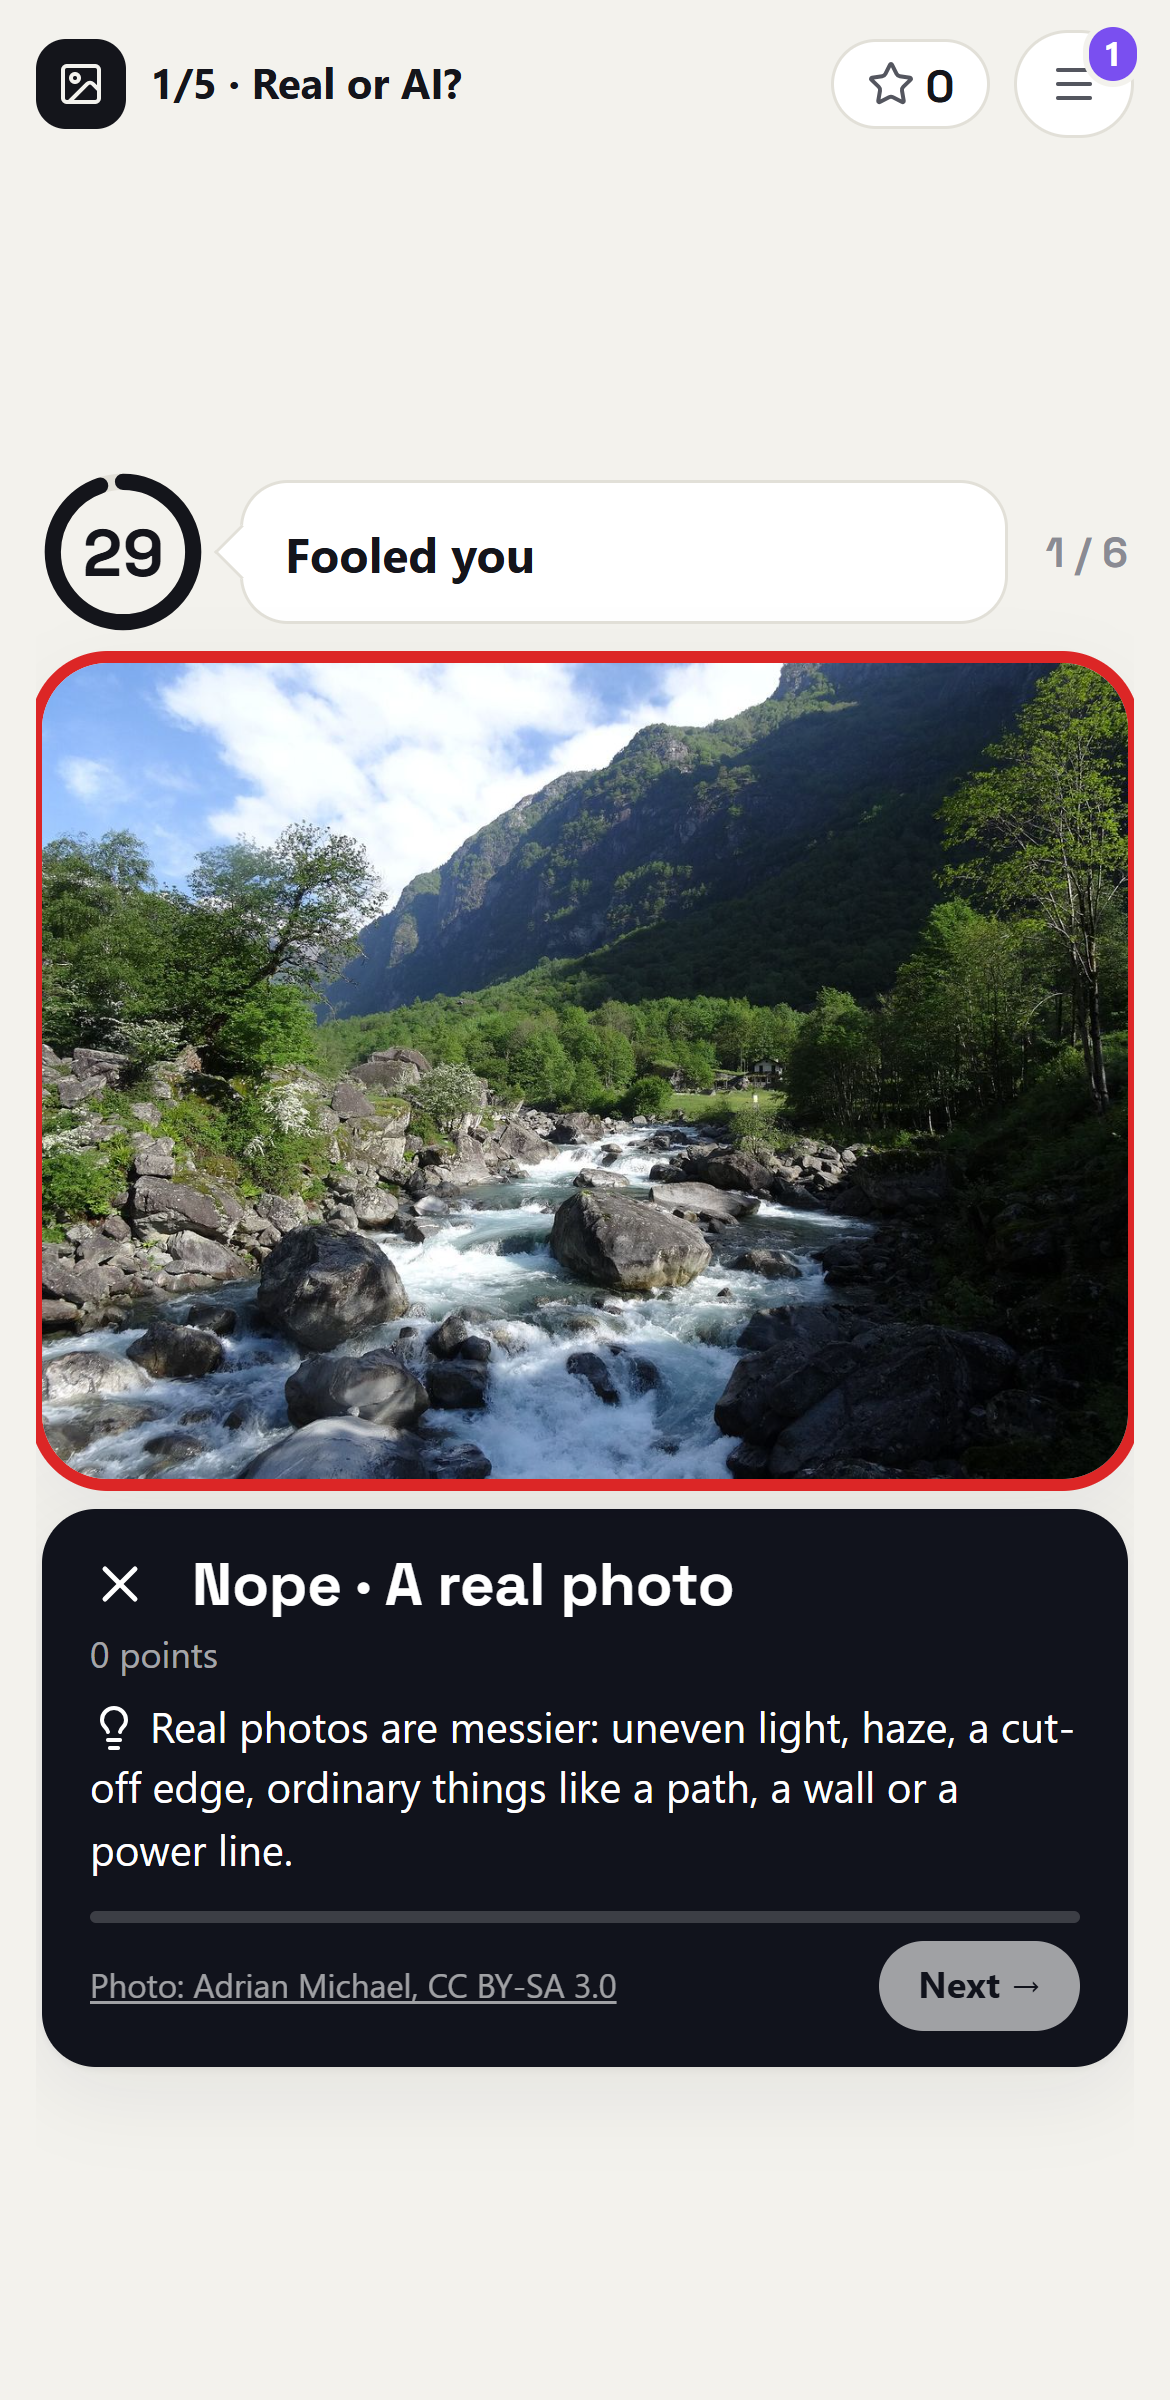 1/5 · Real or AI?
0
1
29
Fooled you
1 / 6
Nope · A real photo
0 points
Real photos are messier: uneven light, haze, a cut-
off edge, ordinary things like a path, a wall or a
power line.
Photo: Adrian Michael, CC BY-SA 3.0
Next →